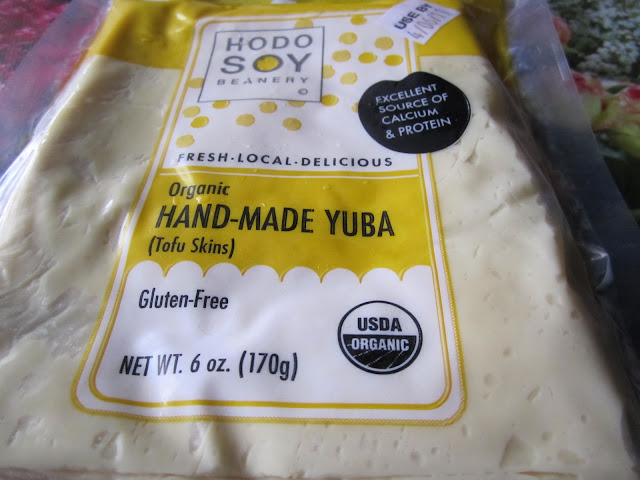 USE BY
HODO
SOY
BEANERY
©
EXCELLENT
SOURCE OF
CALCIUM
& PROTEIN
FRESH·LOCAL·DELICIOUS
Organic
HAND-MADE YUBA
(Tofu Skins)
Gluten-Free
USDA
ORGANIC
NET WT. 6 oz. (170g)